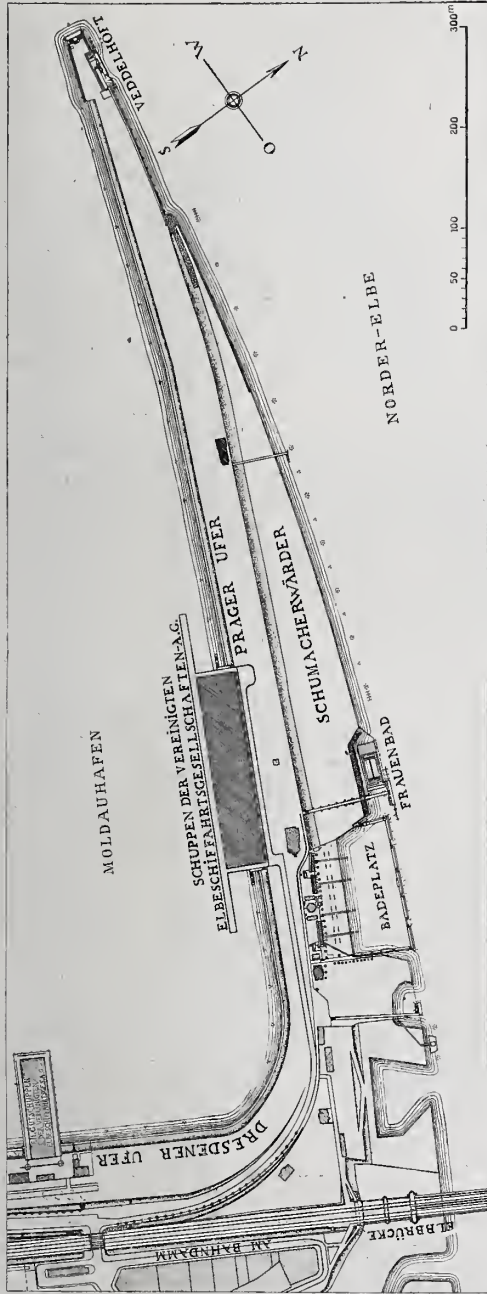 VEDDELHÖFT
W
N
S
O
300m
200
100
50
0
NORDER-ELBE
MOLDAUHAFEN
SCHUPPEN DER VEREINIGTEN
ELBESCHIFFAHRTSGESELLSCHAFTEN-A.G.
PRAGER UFER
SCHUMACHERWÄRDER
FRAUENBAD
BADEPLATZ
DRESDENER UFER
AM BAHNDAMM
ELBBRÜCKE